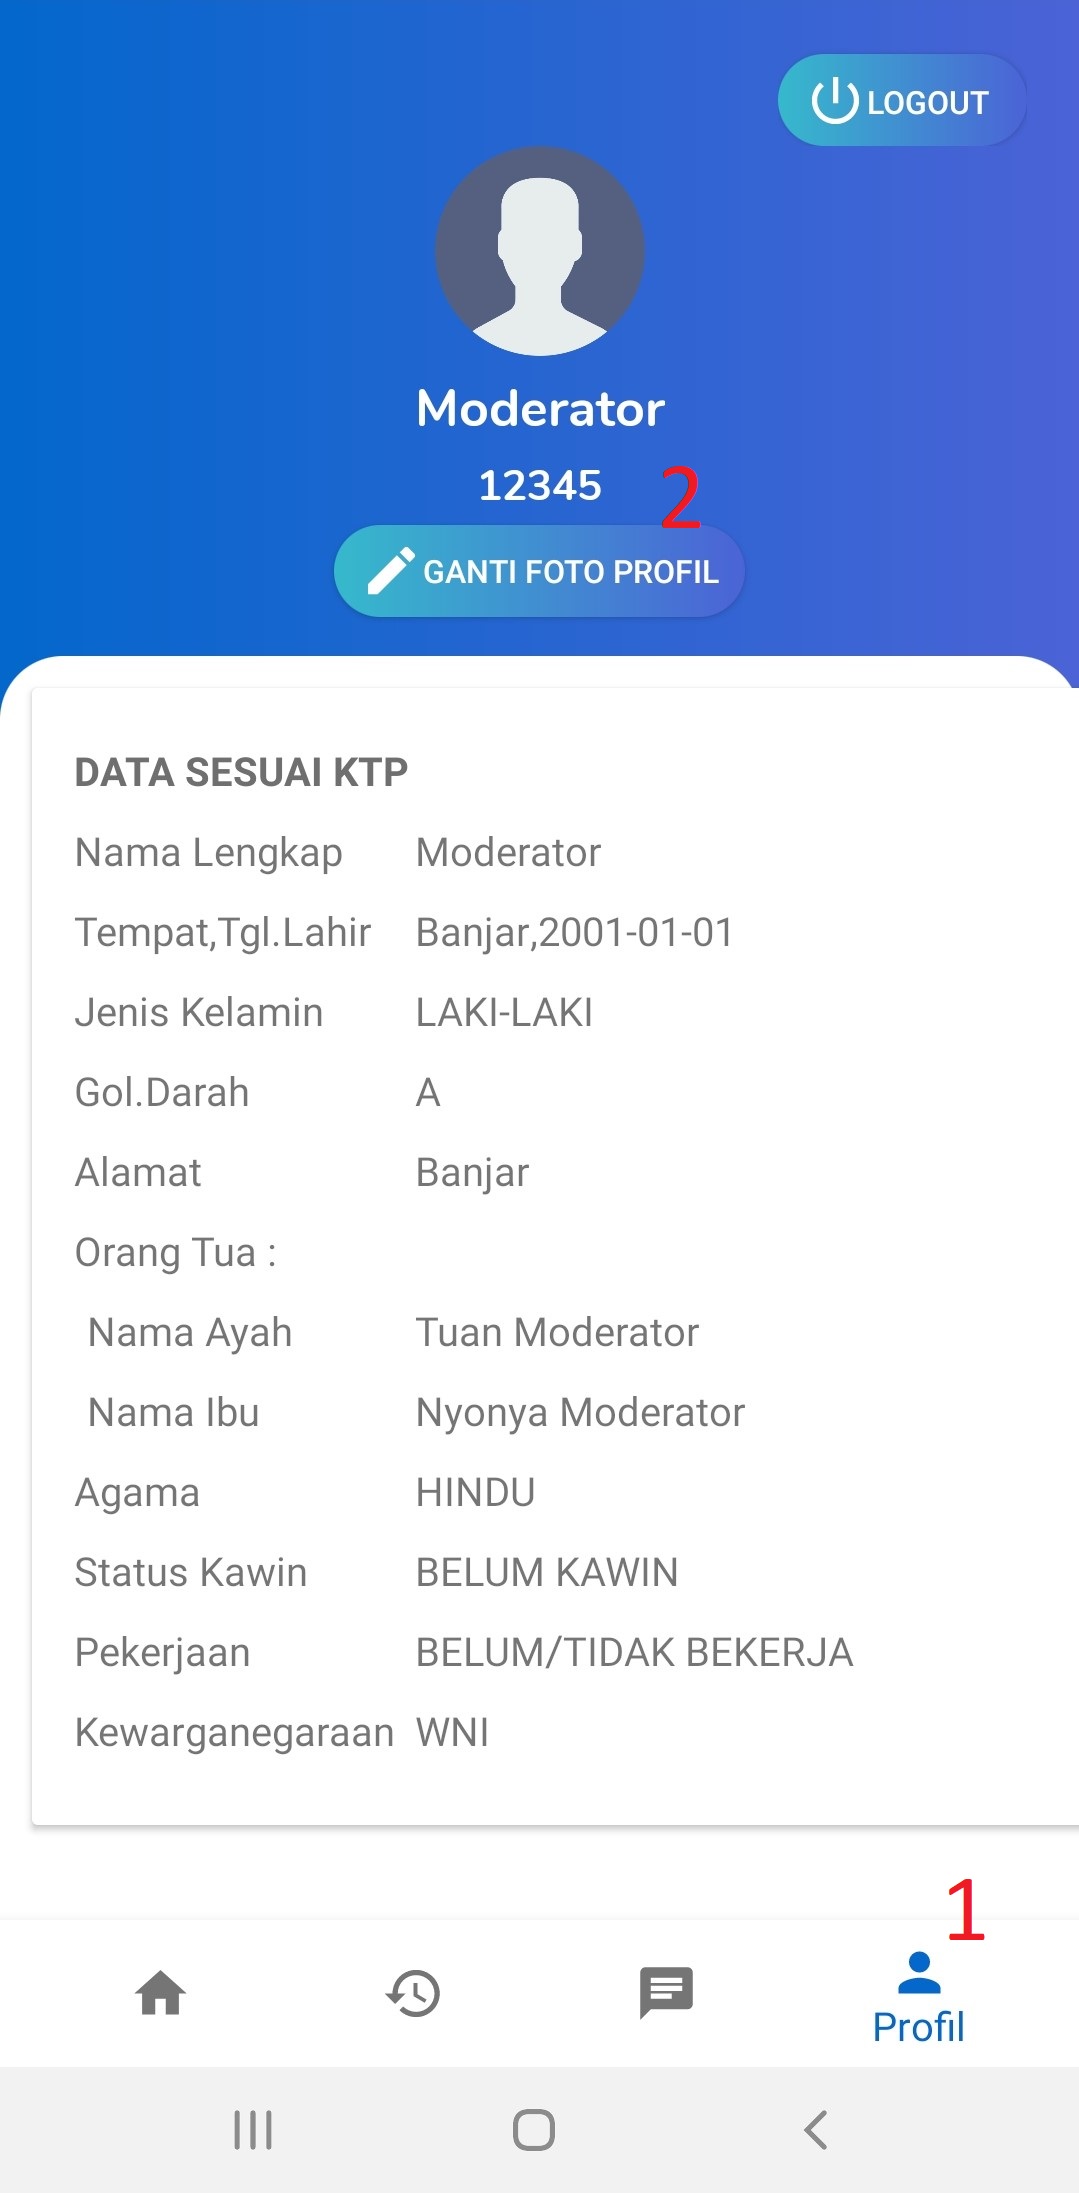 LOGOUT
Moderator
12345
2
GANTI FOTO PROFIL
DATA SESUAI KTP
Nama Lengkap Moderator
Tempat,Tgl.Lahir Banjar,2001-01-01
Jenis Kelamin LAKI-LAKI
Gol.Darah A
Alamat Banjar
Orang Tua :
Nama Ayah Tuan Moderator
Nama Ibu Nyonya Moderator
Agama HINDU
Status Kawin BELUM KAWIN
Pekerjaan BELUM/TIDAK BEKERJA
Kewarganegaraan WNI
1
Profil